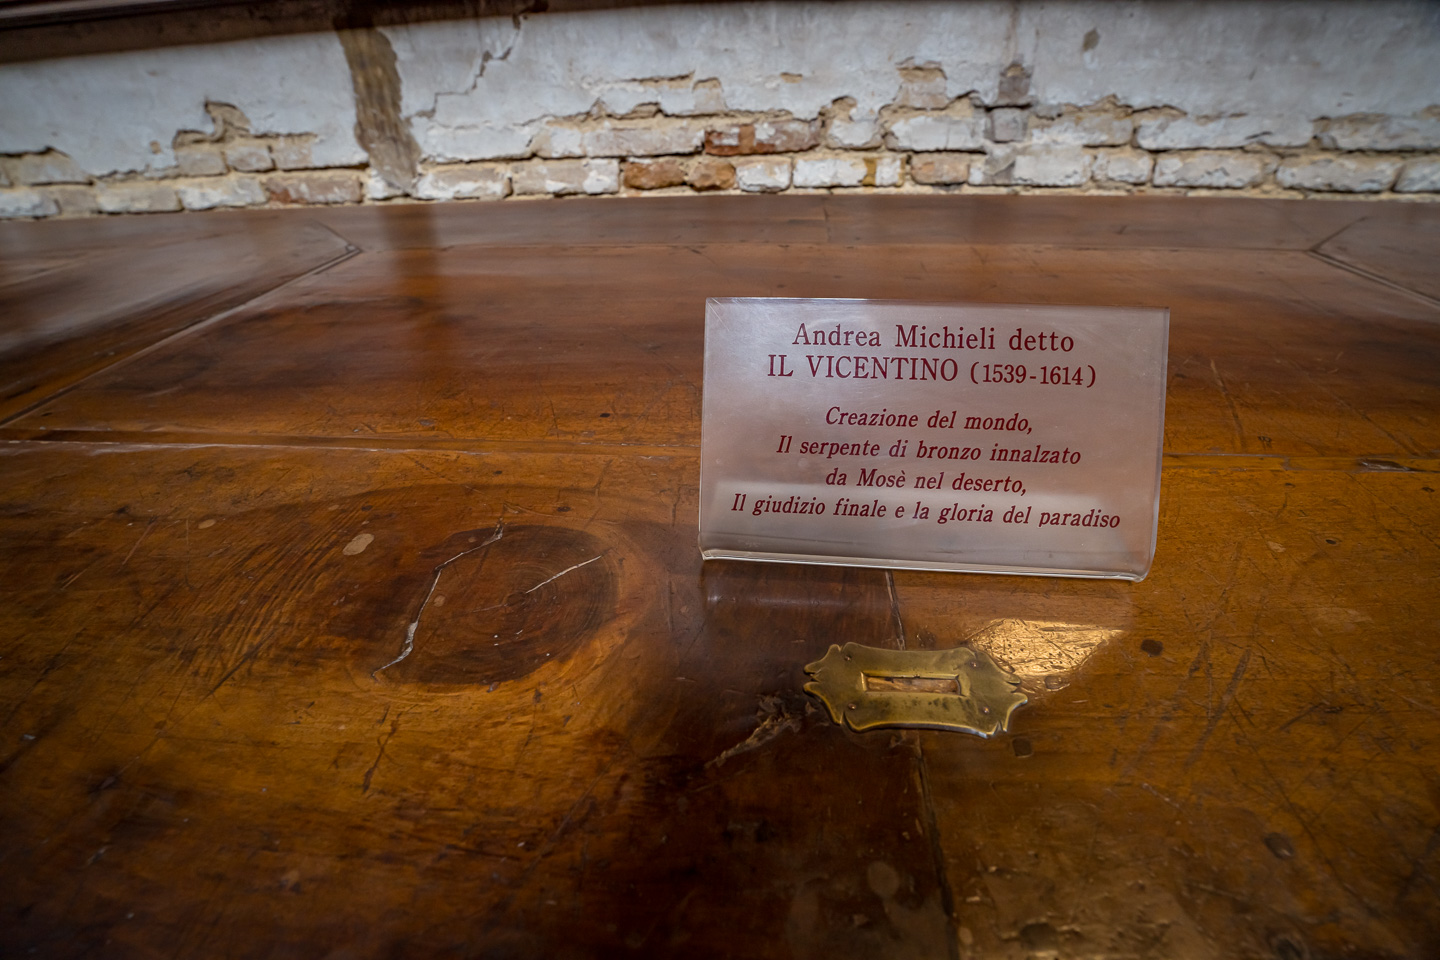 Andrea Michieli detto
IL VICENTINO (1539-1614)
Creazione del mondo,
Il serpente di bronzo innalzato
da Mosè nel deserto,
Il giudizio finale e la gloria del paradiso